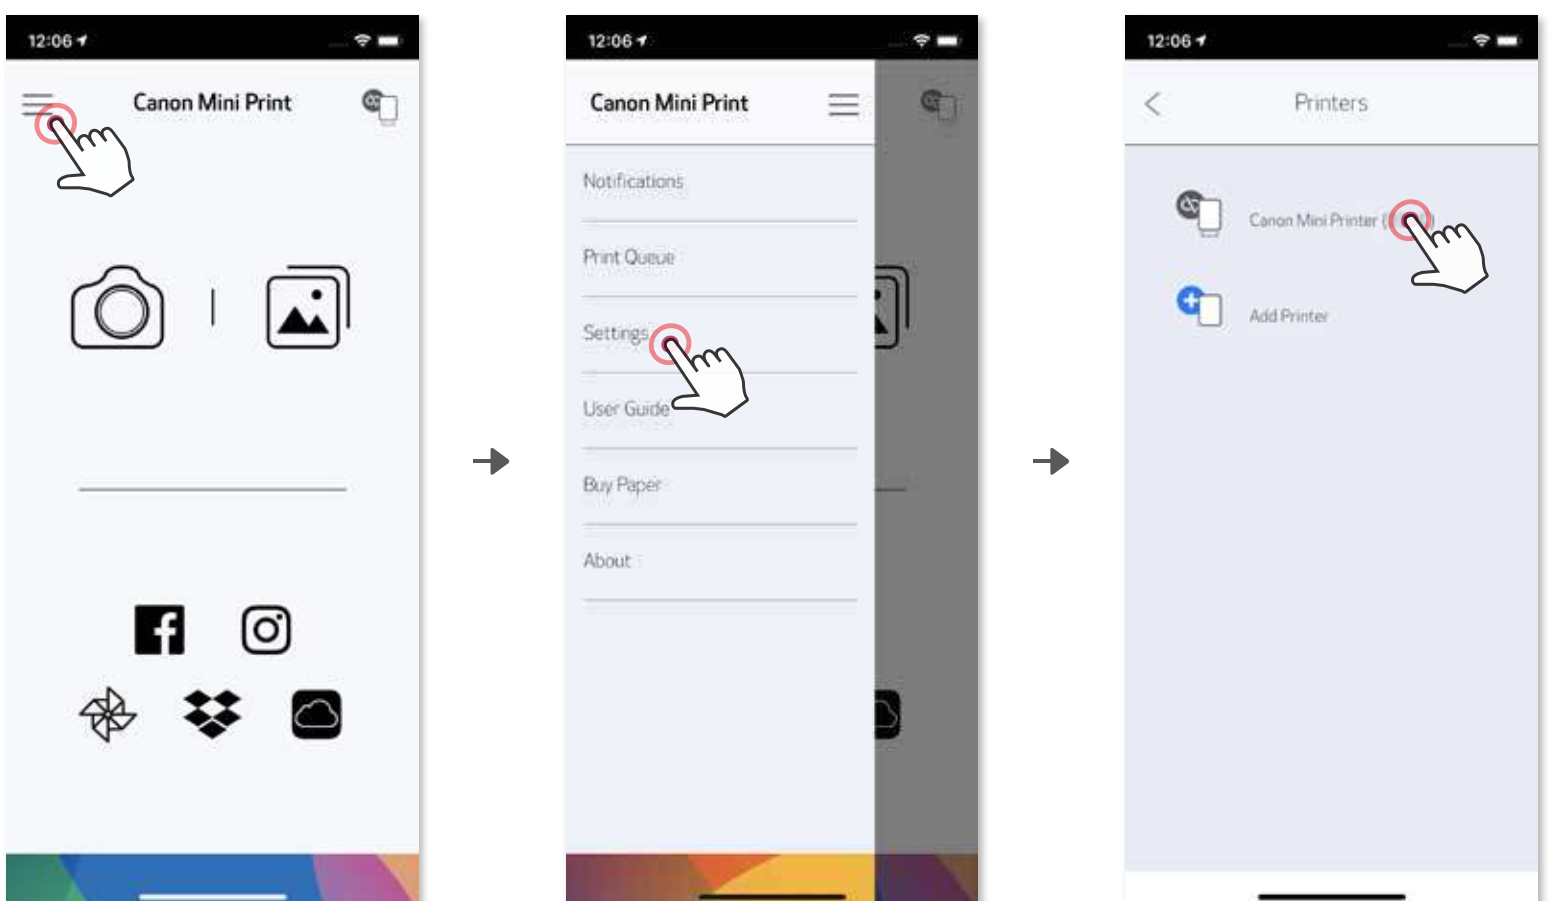 12:06
Canon Mini Print
12:06
Canon Mini Print
Notifications
Print Queue
Settings
User Guide
Buy Paper
About
12:06
Printers
Canon Mini Printer (
Add Printer